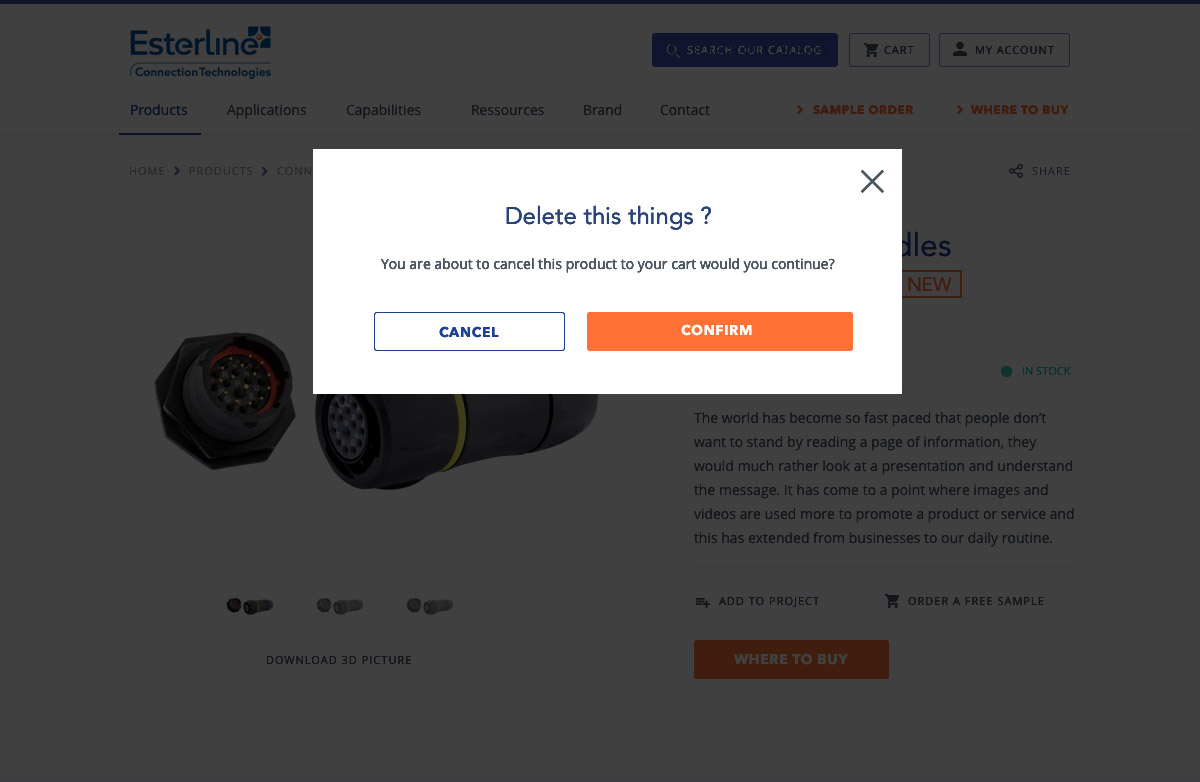 Esterline
Connection Technologies
SEARCH OUR CATALOG
CART
MY ACCOUNT
Products
Applications
Capabilities
Ressources
Brand
Contact
SAMPLE ORDER
WHERE TO BUY
HOME
PRODUCTS
SHARE
Delete this things ?
You are about to cancel this product to your cart would you continue?
CANCEL
CONFIRM
NEW
IN STOCK
The world has become so fast paced that people don’t
want to stand by reading a page of information, they
would much rather look at a presentation and understand
the message. It has come to a point where images and
videos are used more to promote a product or service and
this has extended from businesses to our daily routine.
ADD TO PROJECT
ORDER A FREE SAMPLE
DOWNLOAD 3D PICTURE
WHERE TO BUY